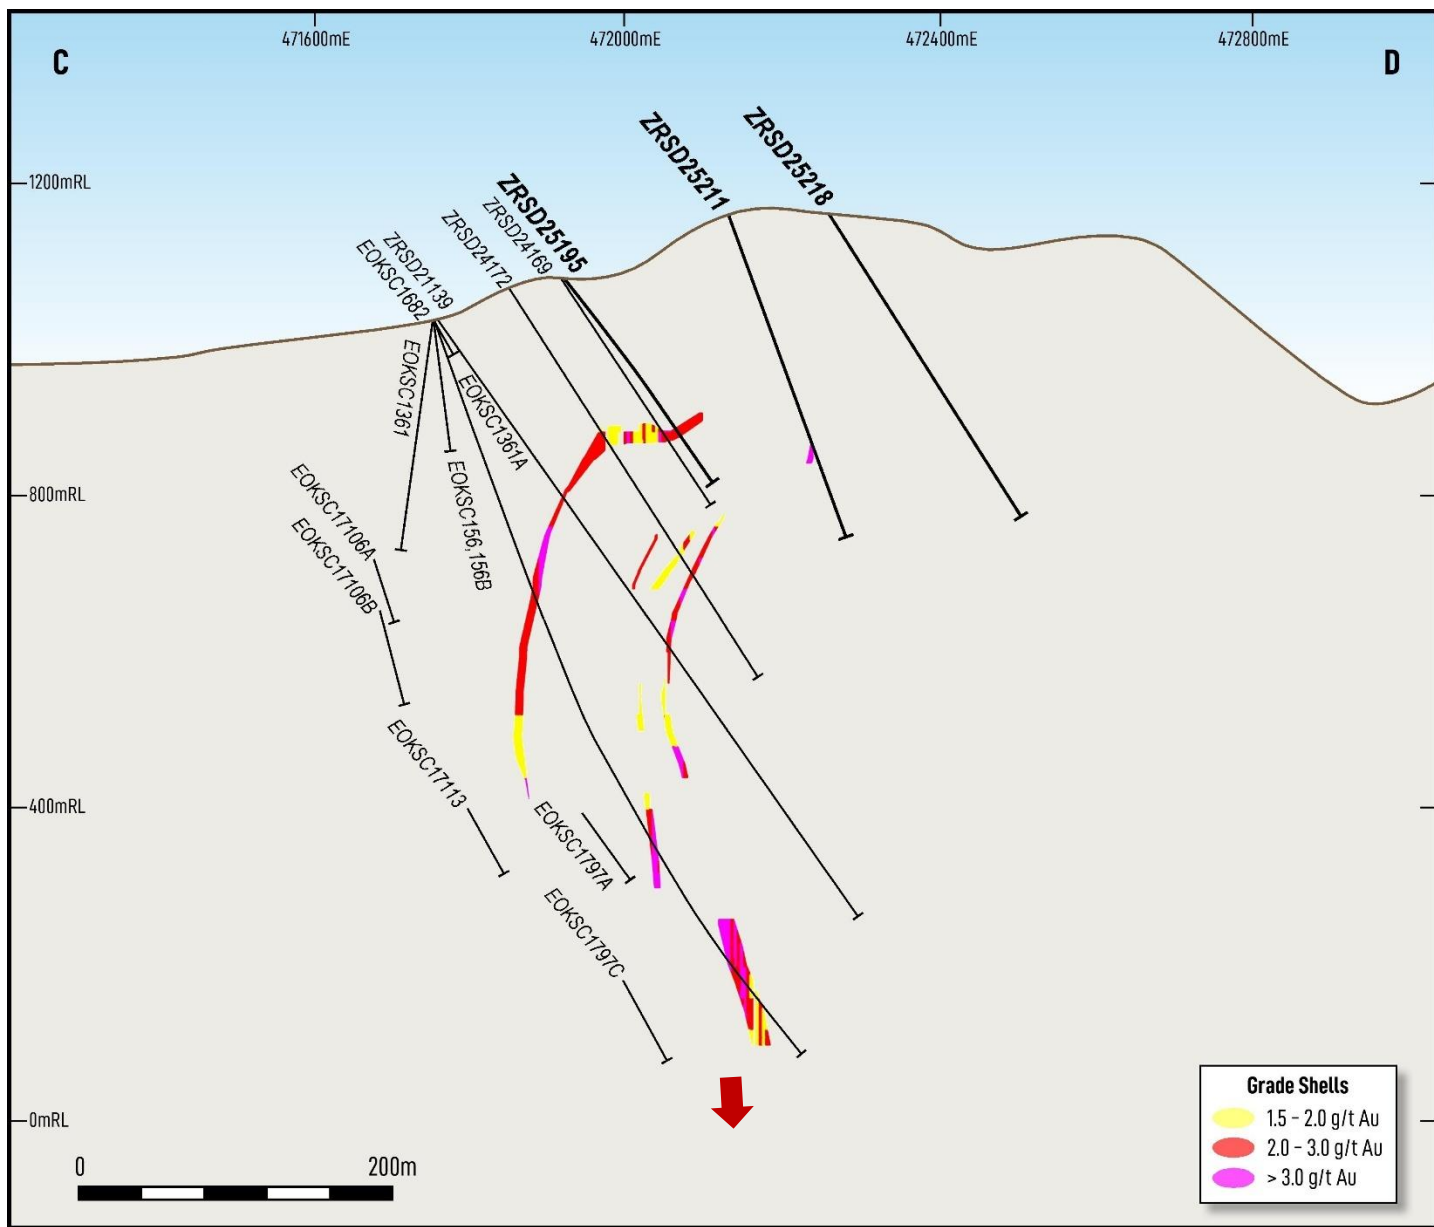 471600mE
472000mE
472400mE
472800mE
C
D
ZRSD25211
ZRSD25218
1200mRL
ZRSD25195
ZRSD24169
ZRSD24172
ZRSD21139
EOKSC1682
EOKSC1361
EOKSC1361A
EOKSC156,156B
800mRL
EOKSC17106A
EOKSC17106B
EOKSC17113
400mRL
EOKSC1797A
EOKSC1797C
0mRL
Grade Shells
1.5 – 2.0 g/t Au
2.0 – 3.0 g/t Au
> 3.0 g/t Au
0
200m